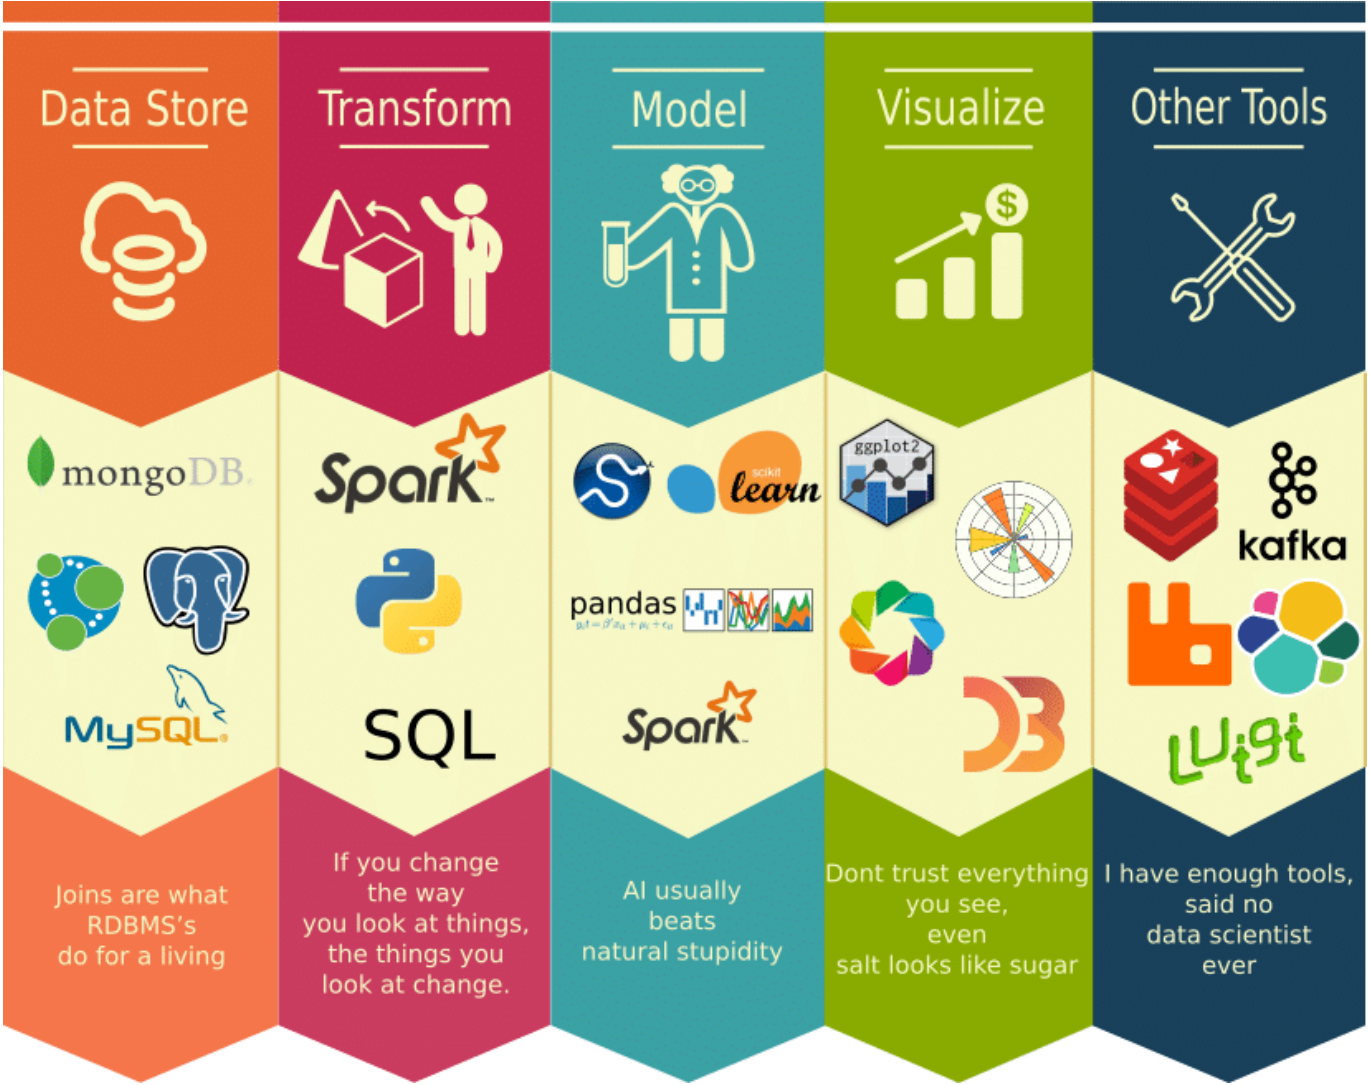 Data Store
Transform
Model
Visualize
Other Tools
$
mongoDB
MySQL
Spark
SQL
scikit
learn
pandas
Spark
ggplot2
D3
kafka
Luigi
Joins are what
RDBMS's
do for a living
If you change
the way
you look at things,
the things you
look at change.
AI usually
beats
natural stupidity
Dont trust everything
you see,
even
salt looks like sugar
I have enough tools,
said no
data scientist
ever